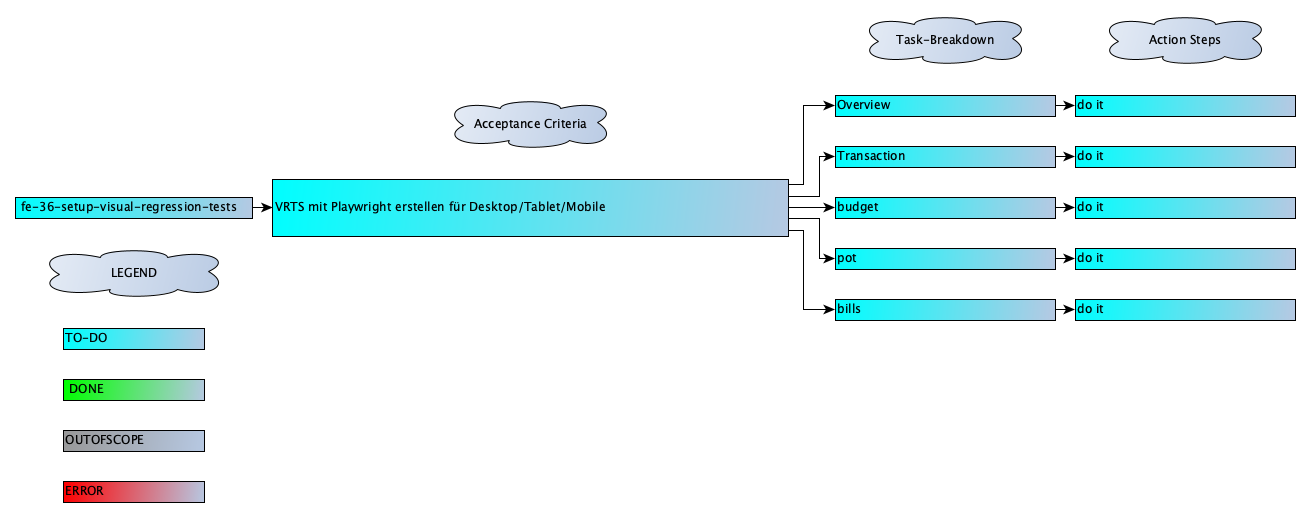 Task-Breakdown
Action Steps
Acceptance Criteria
Overview
do it
Transaction
do it
fe-36-setup-visual-regression-tests
VRTS mit Playwright erstellen für Desktop/Tablet/Mobile
budget
do it
pot
do it
bills
do it
LEGEND
TO-DO
DONE
OUTOFSCOPE
ERROR